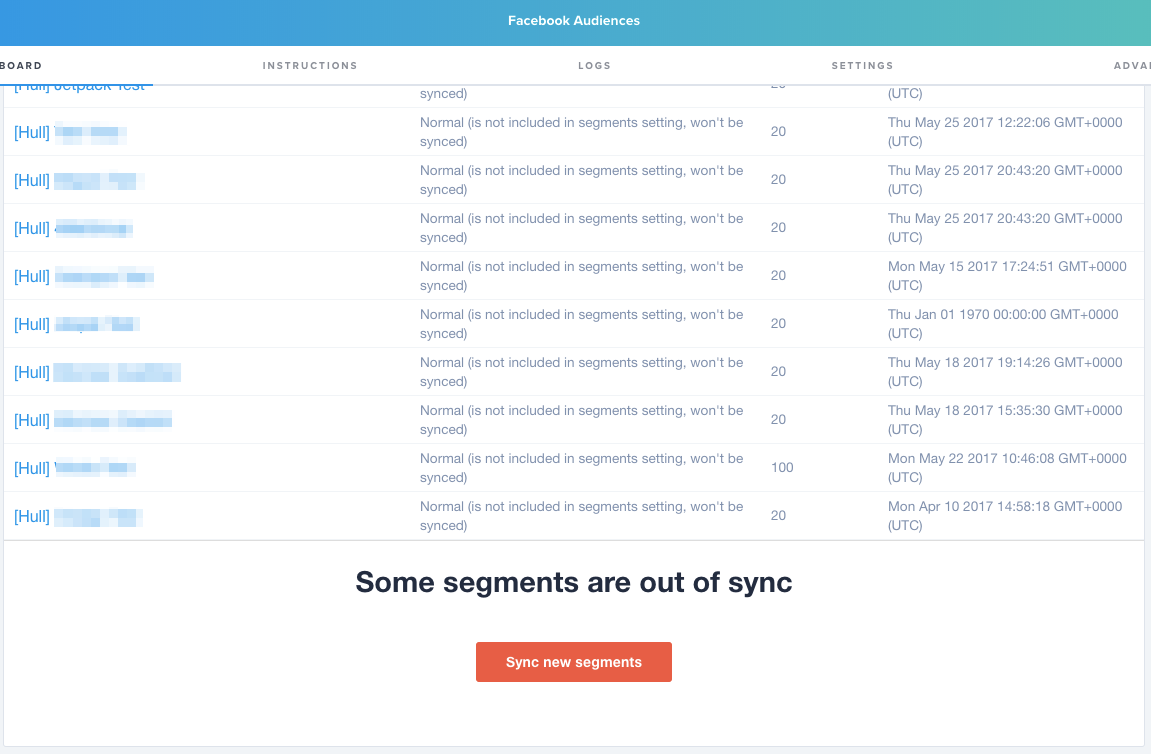 Facebook Audiences
BOARD INSTRUCTIONS LOGS SETTINGS ADVA
[Hull] Jetpack Test 20
synced) (UTC)
Normal (is not included in segments setting, won't be Thu May 25 2017 12:22:06 GMT+0000
[Hull] 20
synced) (UTC)
Normal (is not included in segments setting, won't be Thu May 25 2017 20:43:20 GMT+0000
[Hull] 20
synced) (UTC)
Normal (is not included in segments setting, won't be Thu May 25 2017 20:43:20 GMT+0000
[Hull] 20
synced) (UTC)
Normal (is not included in segments setting, won't be Mon May 15 2017 17:24:51 GMT+0000
[Hull] 20
synced) (UTC)
Normal (is not included in segments setting, won't be Thu Jan 01 1970 00:00:00 GMT+0000
[Hull] 20
synced) (UTC)
Normal (is not included in segments setting, won't be Thu May 18 2017 19:14:26 GMT+0000
[Hull] 20
synced) (UTC)
Normal (is not included in segments setting, won't be Thu May 18 2017 15:35:30 GMT+0000
[Hull] 20
synced) (UTC)
Normal (is not included in segments setting, won't be Mon May 22 2017 10:46:08 GMT+0000
[Hull] 100
synced) (UTC)
Normal (is not included in segments setting, won't be Mon Apr 10 2017 14:58:18 GMT+0000
[Hull] 20
synced) (UTC)
Some segments are out of sync
Sync new segments